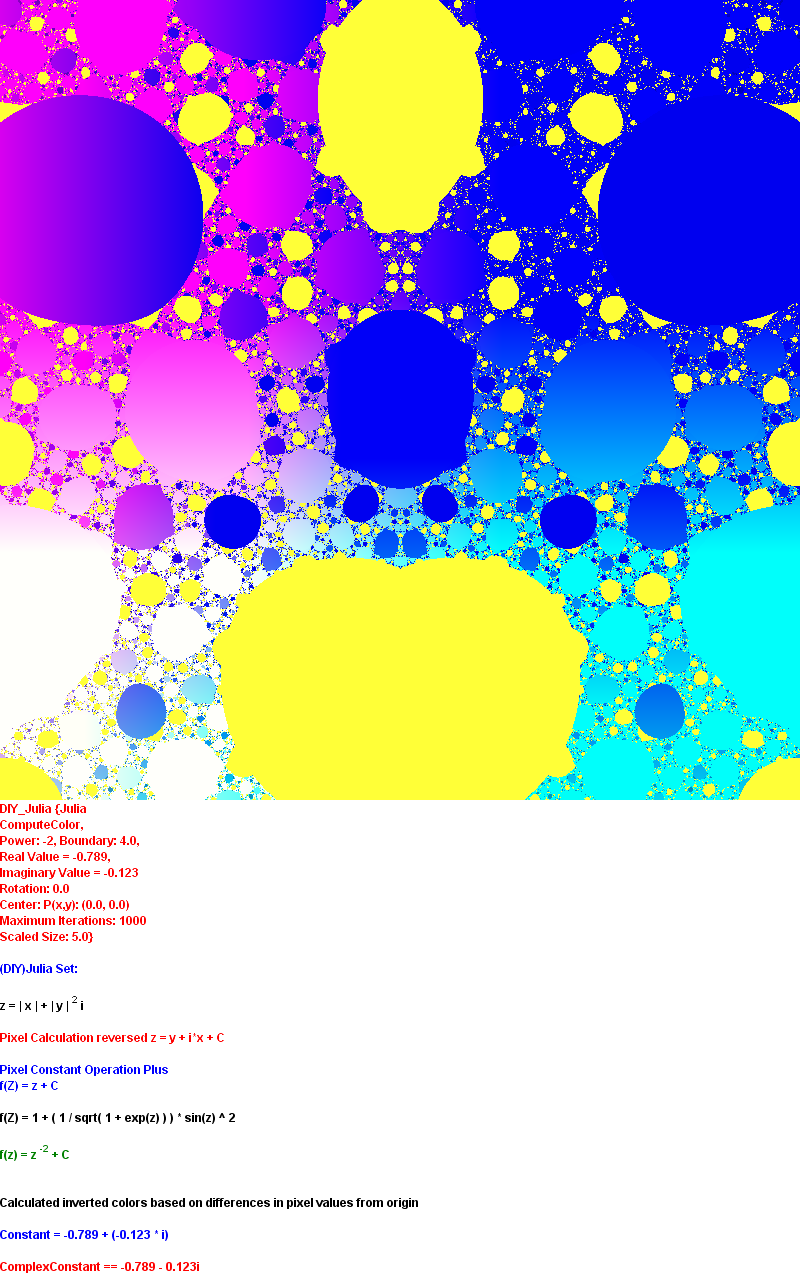 DIY_Julia {Julia
ComputeColor,
Power: -2, Boundary: 4.0,
Real Value = -0.789,
Imaginary Value = -0.123
Rotation: 0.0
Center: P(x,y): (0.0, 0.0)
Maximum Iterations: 1000
Scaled Size: 5.0}
(DIY)Julia Set:
z = | x | + | y | 2 i
Pixel Calculation reversed z = y + i*x + C
Pixel Constant Operation Plus
f(Z) = z + C
f(Z) = 1 + ( 1 / sqrt( 1 + exp(z) ) ) * sin(z) ^ 2
f(z) = z -2 + C
Calculated inverted colors based on differences in pixel values from origin
Constant = -0.789 + (-0.123 * i)
ComplexConstant == -0.789 - 0.123i